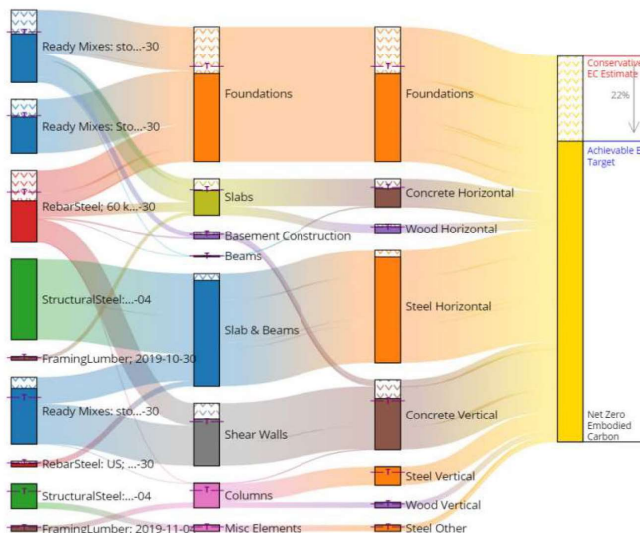 Ready Mixes: sto...-30
Ready Mixes: Sto...-30
RebarSteel; 60 k...-30
StructuralSteel:...-04
FramingLumber; 2019-10-30
Ready Mixes: sto...-30
RebarSteel: US; ...-30
StructuralSteel:...-04
FramingLumber: 2019-11-04
Foundations
Slabs
Basement Construction
Beams
Slab & Beams
Shear Walls
Columns
Misc Elements
Foundations
Concrete Horizontal
Wood Horizontal
Steel Horizontal
Concrete Vertical
Steel Vertical
Wood Vertical
Steel Other
Conservative
EC Estimate
22%
Achievable E
Target
Net Zero
Embodied
Carbon